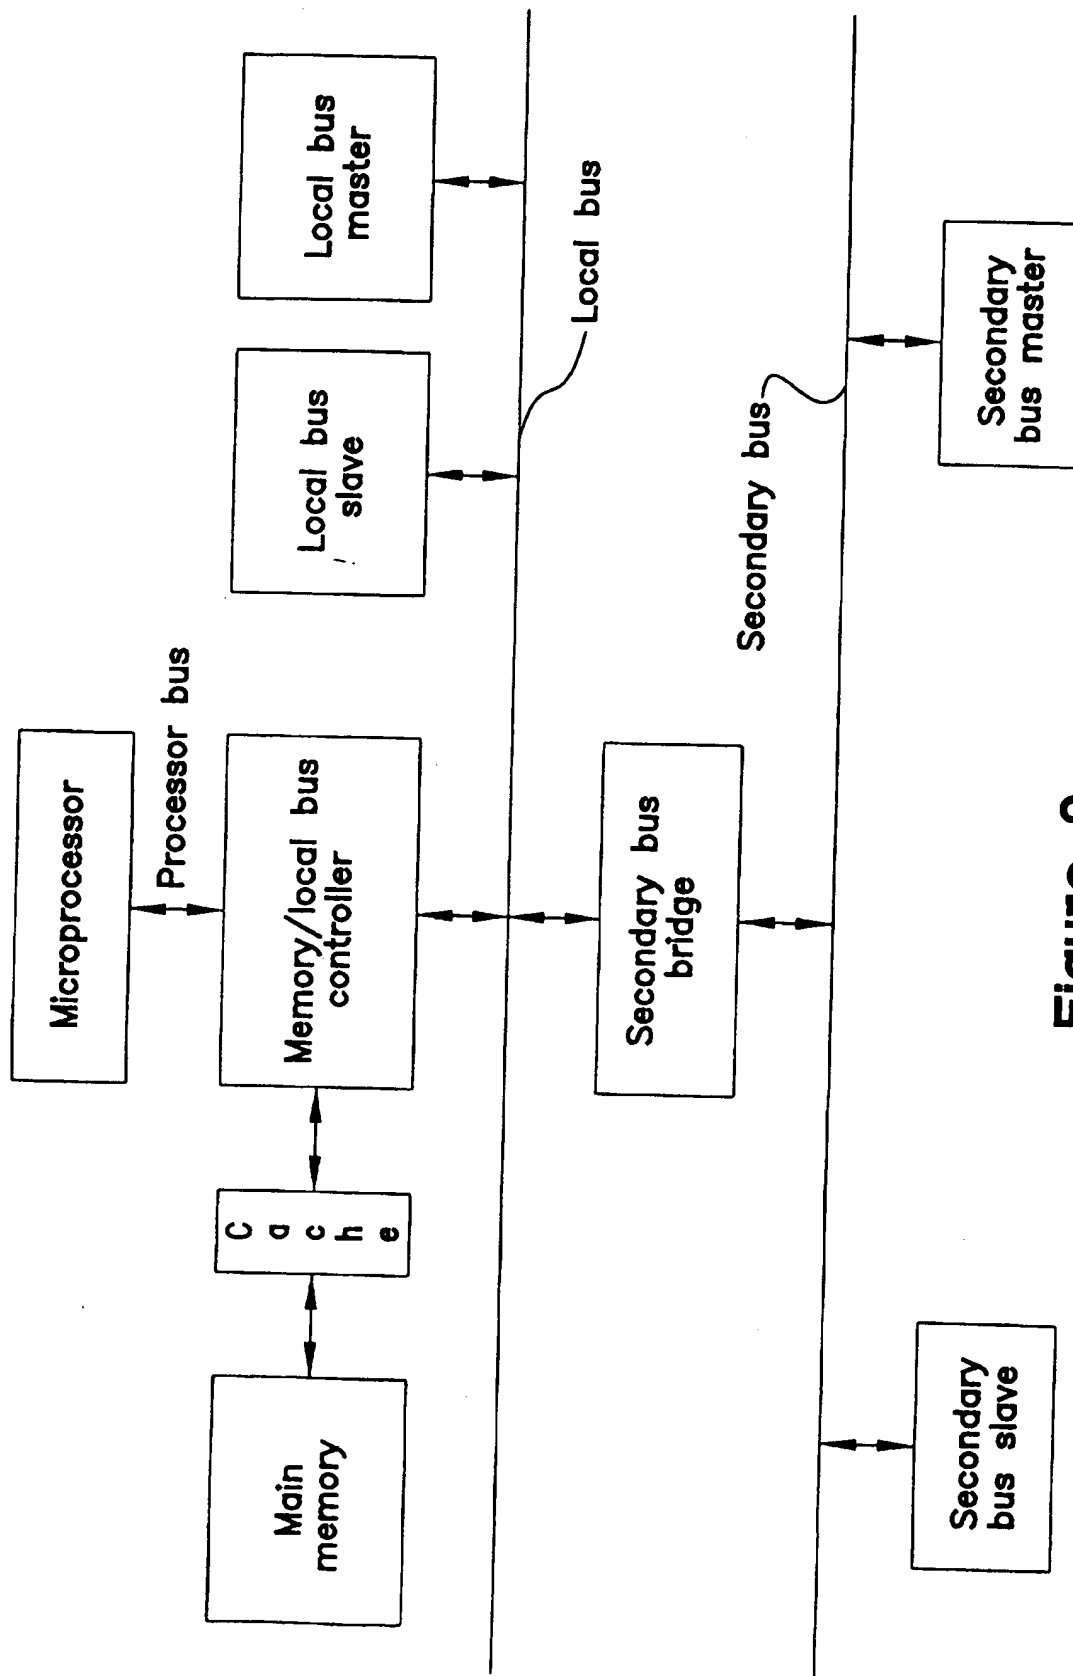 Microprocessor
Processor bus
Main
memory
C
a
c
h
e
Memory/local bus
controller
Local bus
slave
Local bus
master
Local bus
Secondary bus
bridge
Secondary bus
Secondary
bus slave
Secondary
bus master